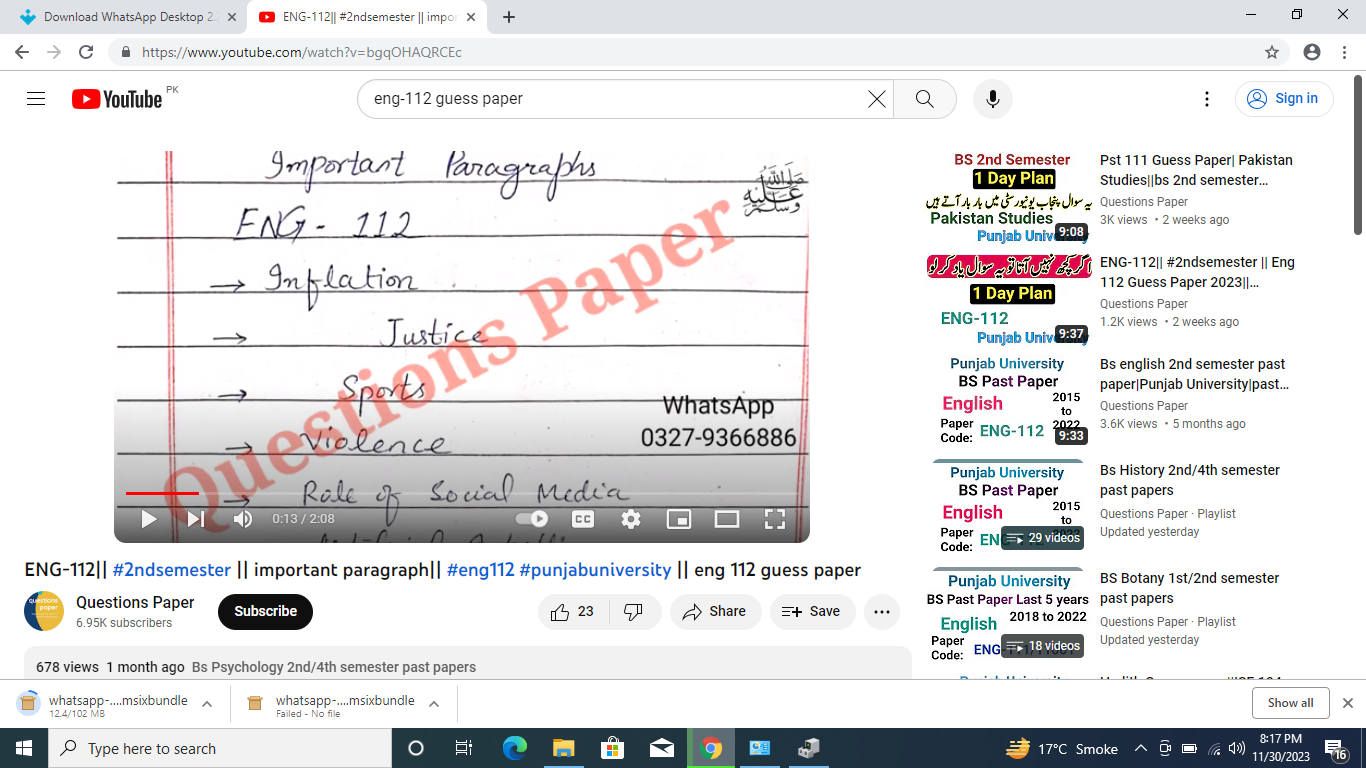 Download WhatsApp Desktop 2.
ENG-112|| #2ndsemester || impor
https://www.youtube.com/watch?v=bgqOHAQRCEc
YouTube PK
eng-112 guess paper
Sign in
Important Paragraphs
ENG - 112
→ Inflation
→ Justice
→ Sports
→ Violence
→ Role of Social Media
Questions Paper
WhatsApp
0327-9366886
ﷺ
0:13 / 2:08
CC
ENG-112|| #2ndsemester || important paragraph|| #eng112 #punjabuniversity || eng 112 guess paper
questions
paper
Questions Paper
6.95K subscribers
Subscribe
23
Share
Save
678 views 1 month ago Bs Psychology 2nd/4th semester past papers
BS 2nd Semester
1 Day Plan
یہ سوال پنجاب یونیورسٹی میں بار بار آتے ہیں
Pakistan Studies
Punjab University
9:08
Pst 111 Guess Paper| Pakistan
Studies||bs 2nd semester...
Questions Paper
3K views • 2 weeks ago
اگر کچھ نہیں آتا تو یہ سوال یاد کر لو
1 Day Plan
ENG-112
Punjab University
9:37
ENG-112|| #2ndsemester || Eng
112 Guess Paper 2023||...
Questions Paper
1.2K views • 2 weeks ago
Punjab University
BS Past Paper
English
2015
to
2022
Paper
Code: ENG-112
9:33
Bs english 2nd semester past
paper|Punjab University|past...
Questions Paper
3.6K views • 5 months ago
Punjab University
BS Past Paper
English
2015
to
Paper
Code:
29 videos
Bs History 2nd/4th semester
past papers
Questions Paper · Playlist
Updated yesterday
Punjab University
BS Past Paper Last 5 years
English
2018 to 2022
Paper
Code:
18 videos
BS Botany 1st/2nd semester
past papers
Questions Paper · Playlist
Updated yesterday
whatsapp-....msixbundle
12.4/102 MB
whatsapp-....msixbundle
Failed - No file
Show all
Type here to search
17°C Smoke
8:17 PM
11/30/2023
16